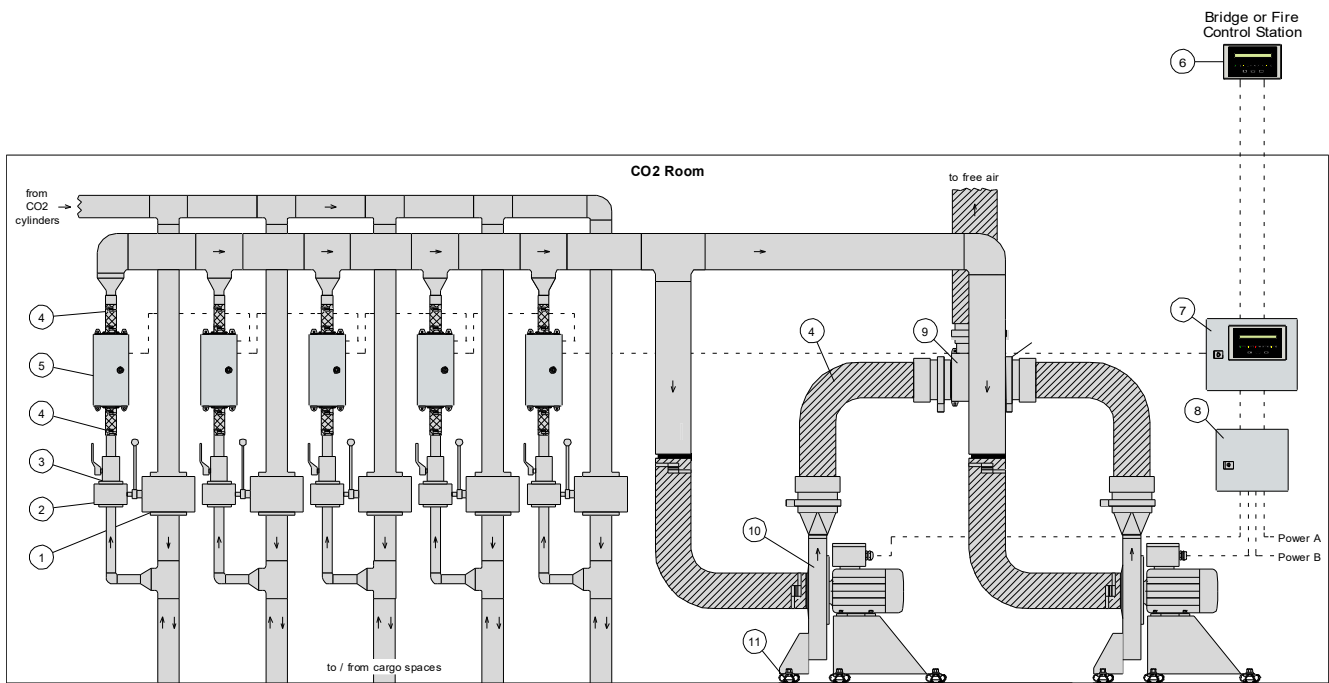 Bridge or Fire
Control Station
6
CO2 Room
from
CO2
cylinders
to free air
4
5
4
3
2
1
4
9
7
8
10
11
Power A
Power B
to / from cargo spaces